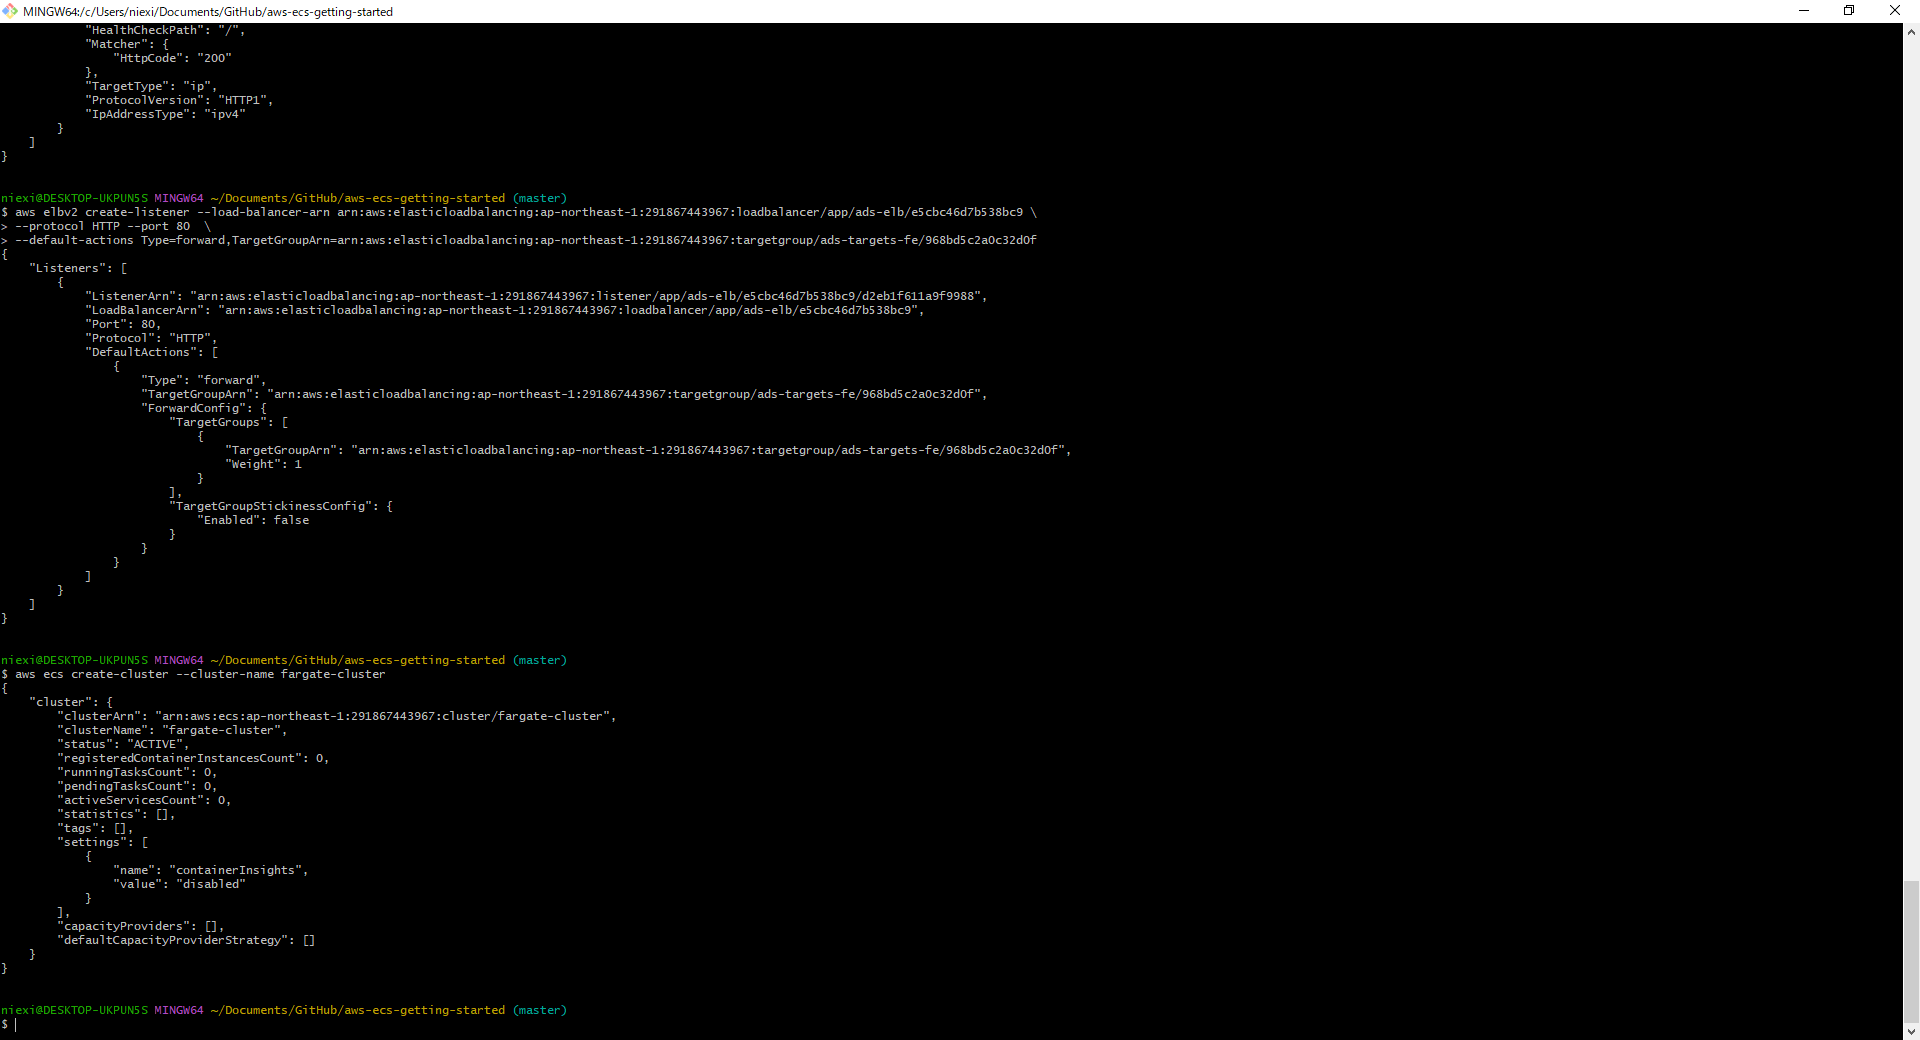 MINGW64:/c/Users/niexi/Documents/GitHub/aws-ecs-getting-started
            "HealthCheckPath": "/",
            "Matcher": {
                "HttpCode": "200"
            },
            "TargetType": "ip",
            "ProtocolVersion": "HTTP1",
            "IpAddressType": "ipv4"
        }
    ]
}
niexi@DESKTOP-UKPUN5S MINGW64 ~/Documents/GitHub/aws-ecs-getting-started (master)
$ aws elbv2 create-listener --load-balancer-arn arn:aws:elasticloadbalancing:ap-northeast-1:291867443967:loadbalancer/app/ads-elb/e5cbc46d7b538bc9 \
> --protocol HTTP --port 80  \
> --default-actions Type=forward,TargetGroupArn=arn:aws:elasticloadbalancing:ap-northeast-1:291867443967:targetgroup/ads-targets-fe/968bd5c2a0c32d0f
{
    "Listeners": [
        {
            "ListenerArn": "arn:aws:elasticloadbalancing:ap-northeast-1:291867443967:listener/app/ads-elb/e5cbc46d7b538bc9/d2eb1f611a9f9988",
            "LoadBalancerArn": "arn:aws:elasticloadbalancing:ap-northeast-1:291867443967:loadbalancer/app/ads-elb/e5cbc46d7b538bc9",
            "Port": 80,
            "Protocol": "HTTP",
            "DefaultActions": [
                {
                    "Type": "forward",
                    "TargetGroupArn": "arn:aws:elasticloadbalancing:ap-northeast-1:291867443967:targetgroup/ads-targets-fe/968bd5c2a0c32d0f",
                    "ForwardConfig": {
                        "TargetGroups": [
                            {
                                "TargetGroupArn": "arn:aws:elasticloadbalancing:ap-northeast-1:291867443967:targetgroup/ads-targets-fe/968bd5c2a0c32d0f",
                                "Weight": 1
                            }
                        ],
                        "TargetGroupStickinessConfig": {
                            "Enabled": false
                        }
                    }
                }
            ]
        }
    ]
}
niexi@DESKTOP-UKPUN5S MINGW64 ~/Documents/GitHub/aws-ecs-getting-started (master)
$ aws ecs create-cluster --cluster-name fargate-cluster
{
    "cluster": {
        "clusterArn": "arn:aws:ecs:ap-northeast-1:291867443967:cluster/fargate-cluster",
        "clusterName": "fargate-cluster",
        "status": "ACTIVE",
        "registeredContainerInstancesCount": 0,
        "runningTasksCount": 0,
        "pendingTasksCount": 0,
        "activeServicesCount": 0,
        "statistics": [],
        "tags": [],
        "settings": [
            {
                "name": "containerInsights",
                "value": "disabled"
            }
        ],
        "capacityProviders": [],
        "defaultCapacityProviderStrategy": []
    }
}
niexi@DESKTOP-UKPUN5S MINGW64 ~/Documents/GitHub/aws-ecs-getting-started (master)
$